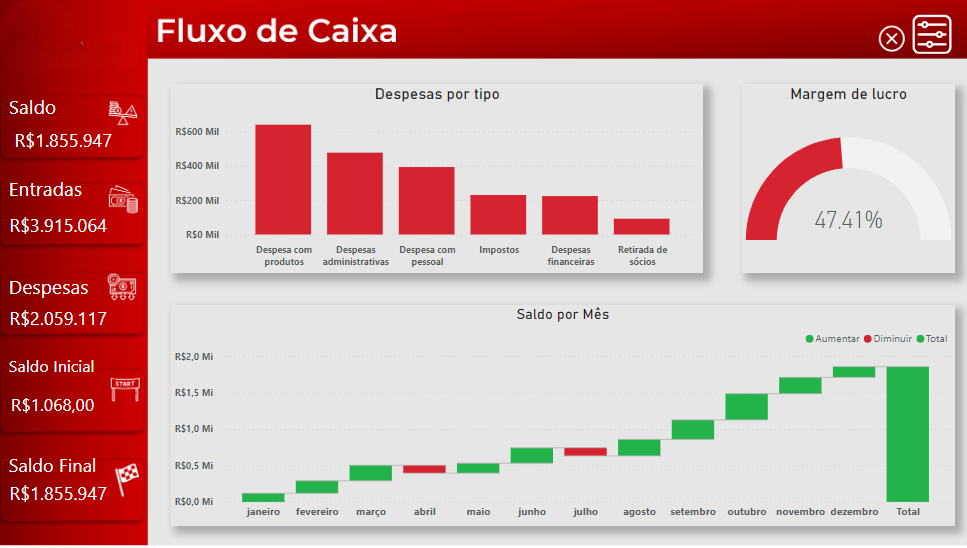 Fluxo de Caixa
Saldo
R$1.855.947
Entradas
R$3.915.064
Despesas
R$2.059.117
Saldo Inicial
START
R$1.068,00
Saldo Final
R$1.855.947
Despesas por tipo
R$600 Mil
R$400 Mil
R$200 Mil
R$0 Mil
Despesa com
produtos
Despesas
administrativas
Despesa com
pessoal
Impostos
Despesas
financeiras
Retirada de
sócios
Margem de lucro
47.41%
Saldo por Mês
Aumentar Diminuir Total
R$2,0 Mi
R$1,5 Mi
R$1,0 Mi
R$0,5 Mi
R$0,0 Mi
janeiro fevereiro março abril maio junho julho agosto setembro outubro novembro dezembro Total